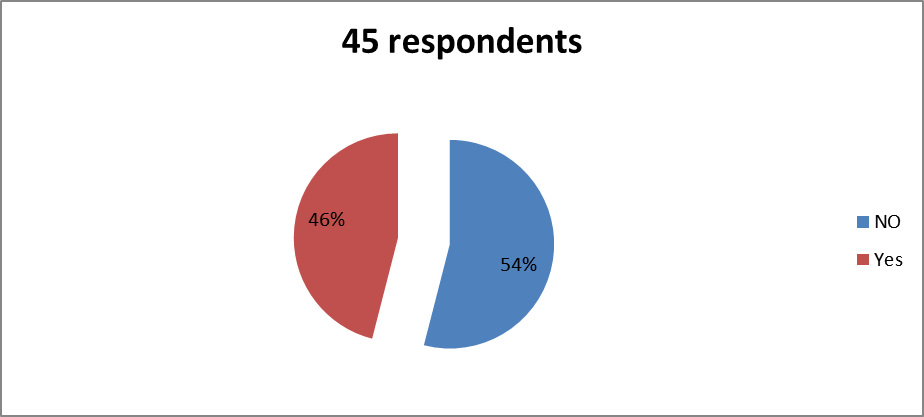 45 respondents
46%
54%
NO
Yes